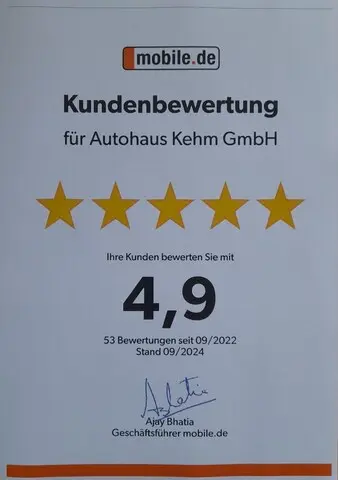 mobile.de
Kundenbewertung
für Autohaus Kehm GmbH
Ihre Kunden bewerten Sie mit
4,9
53 Bewertungen seit 09/2022
Stand 09/2024
Ajay Bhatia
Geschäftsführer mobile.de